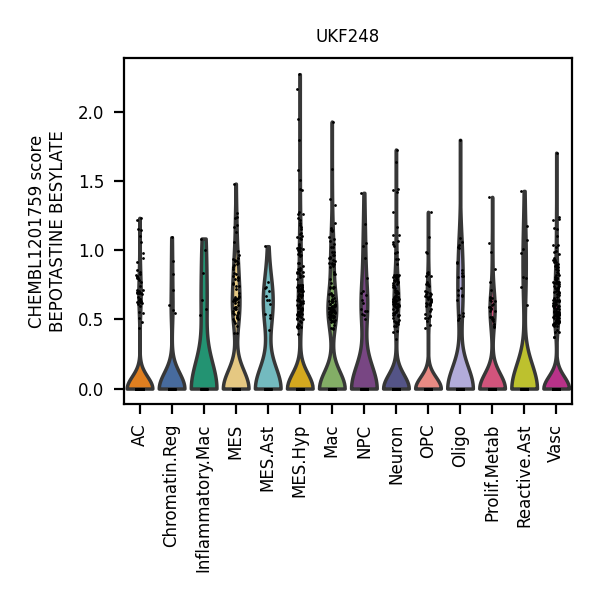 UKF248
CHEMBL1201759 score
BEPOTASTINE BESYLATE
2.0
1.5
1.0
0.5
0.0
AC
Chromatin.Reg
Inflammatory.Mac
MES
MES.Ast
MES.Hyp
Mac
NPC
Neuron
OPC
Oligo
Prolif.Metab
Reactive.Ast
Vasc